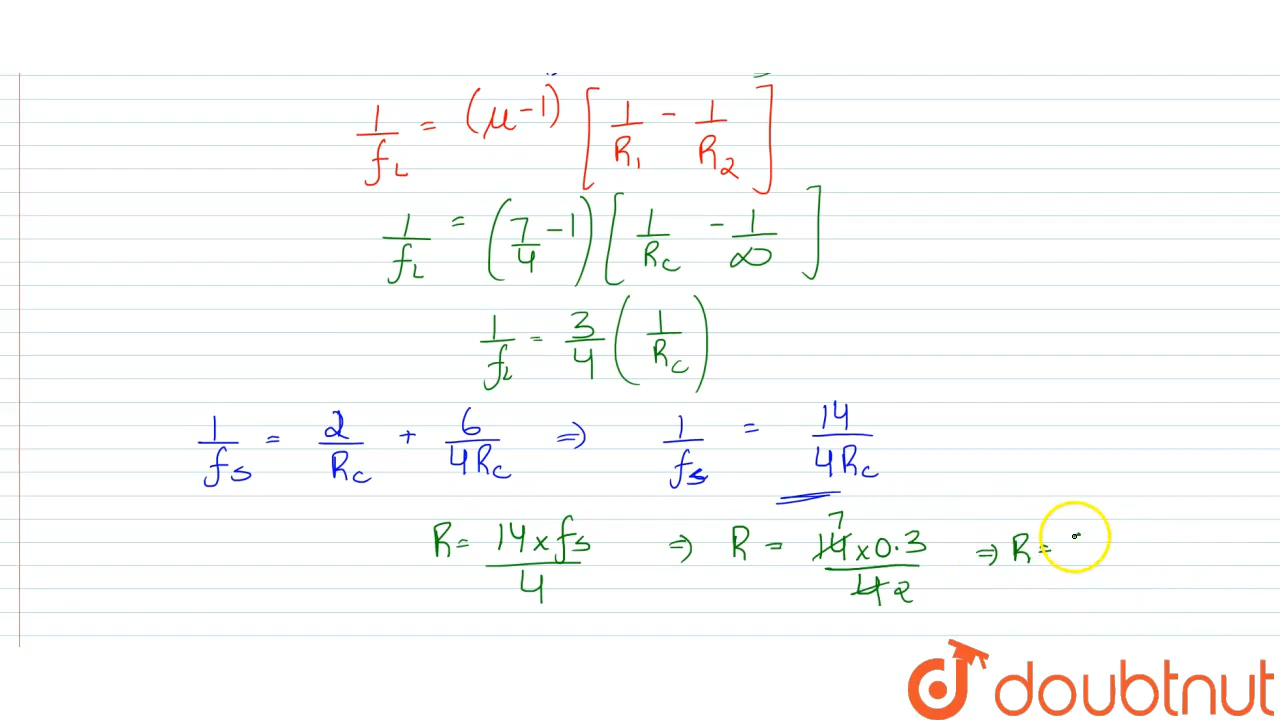 1/f_L = (μ-1) [1/R_1 - 1/R_2]
1/f_L = (7/4 - 1) [1/R_C - 1/∞]
1/f_L = 3/4 (1/R_C)
1/f_s = 2/R_C + 6/4R_C ⇒ 1/f_s = 14/4R_C
R = 14×f_s/4 ⇒ R = 7 14×0.3/4 2 ⇒ R =
doubtnut